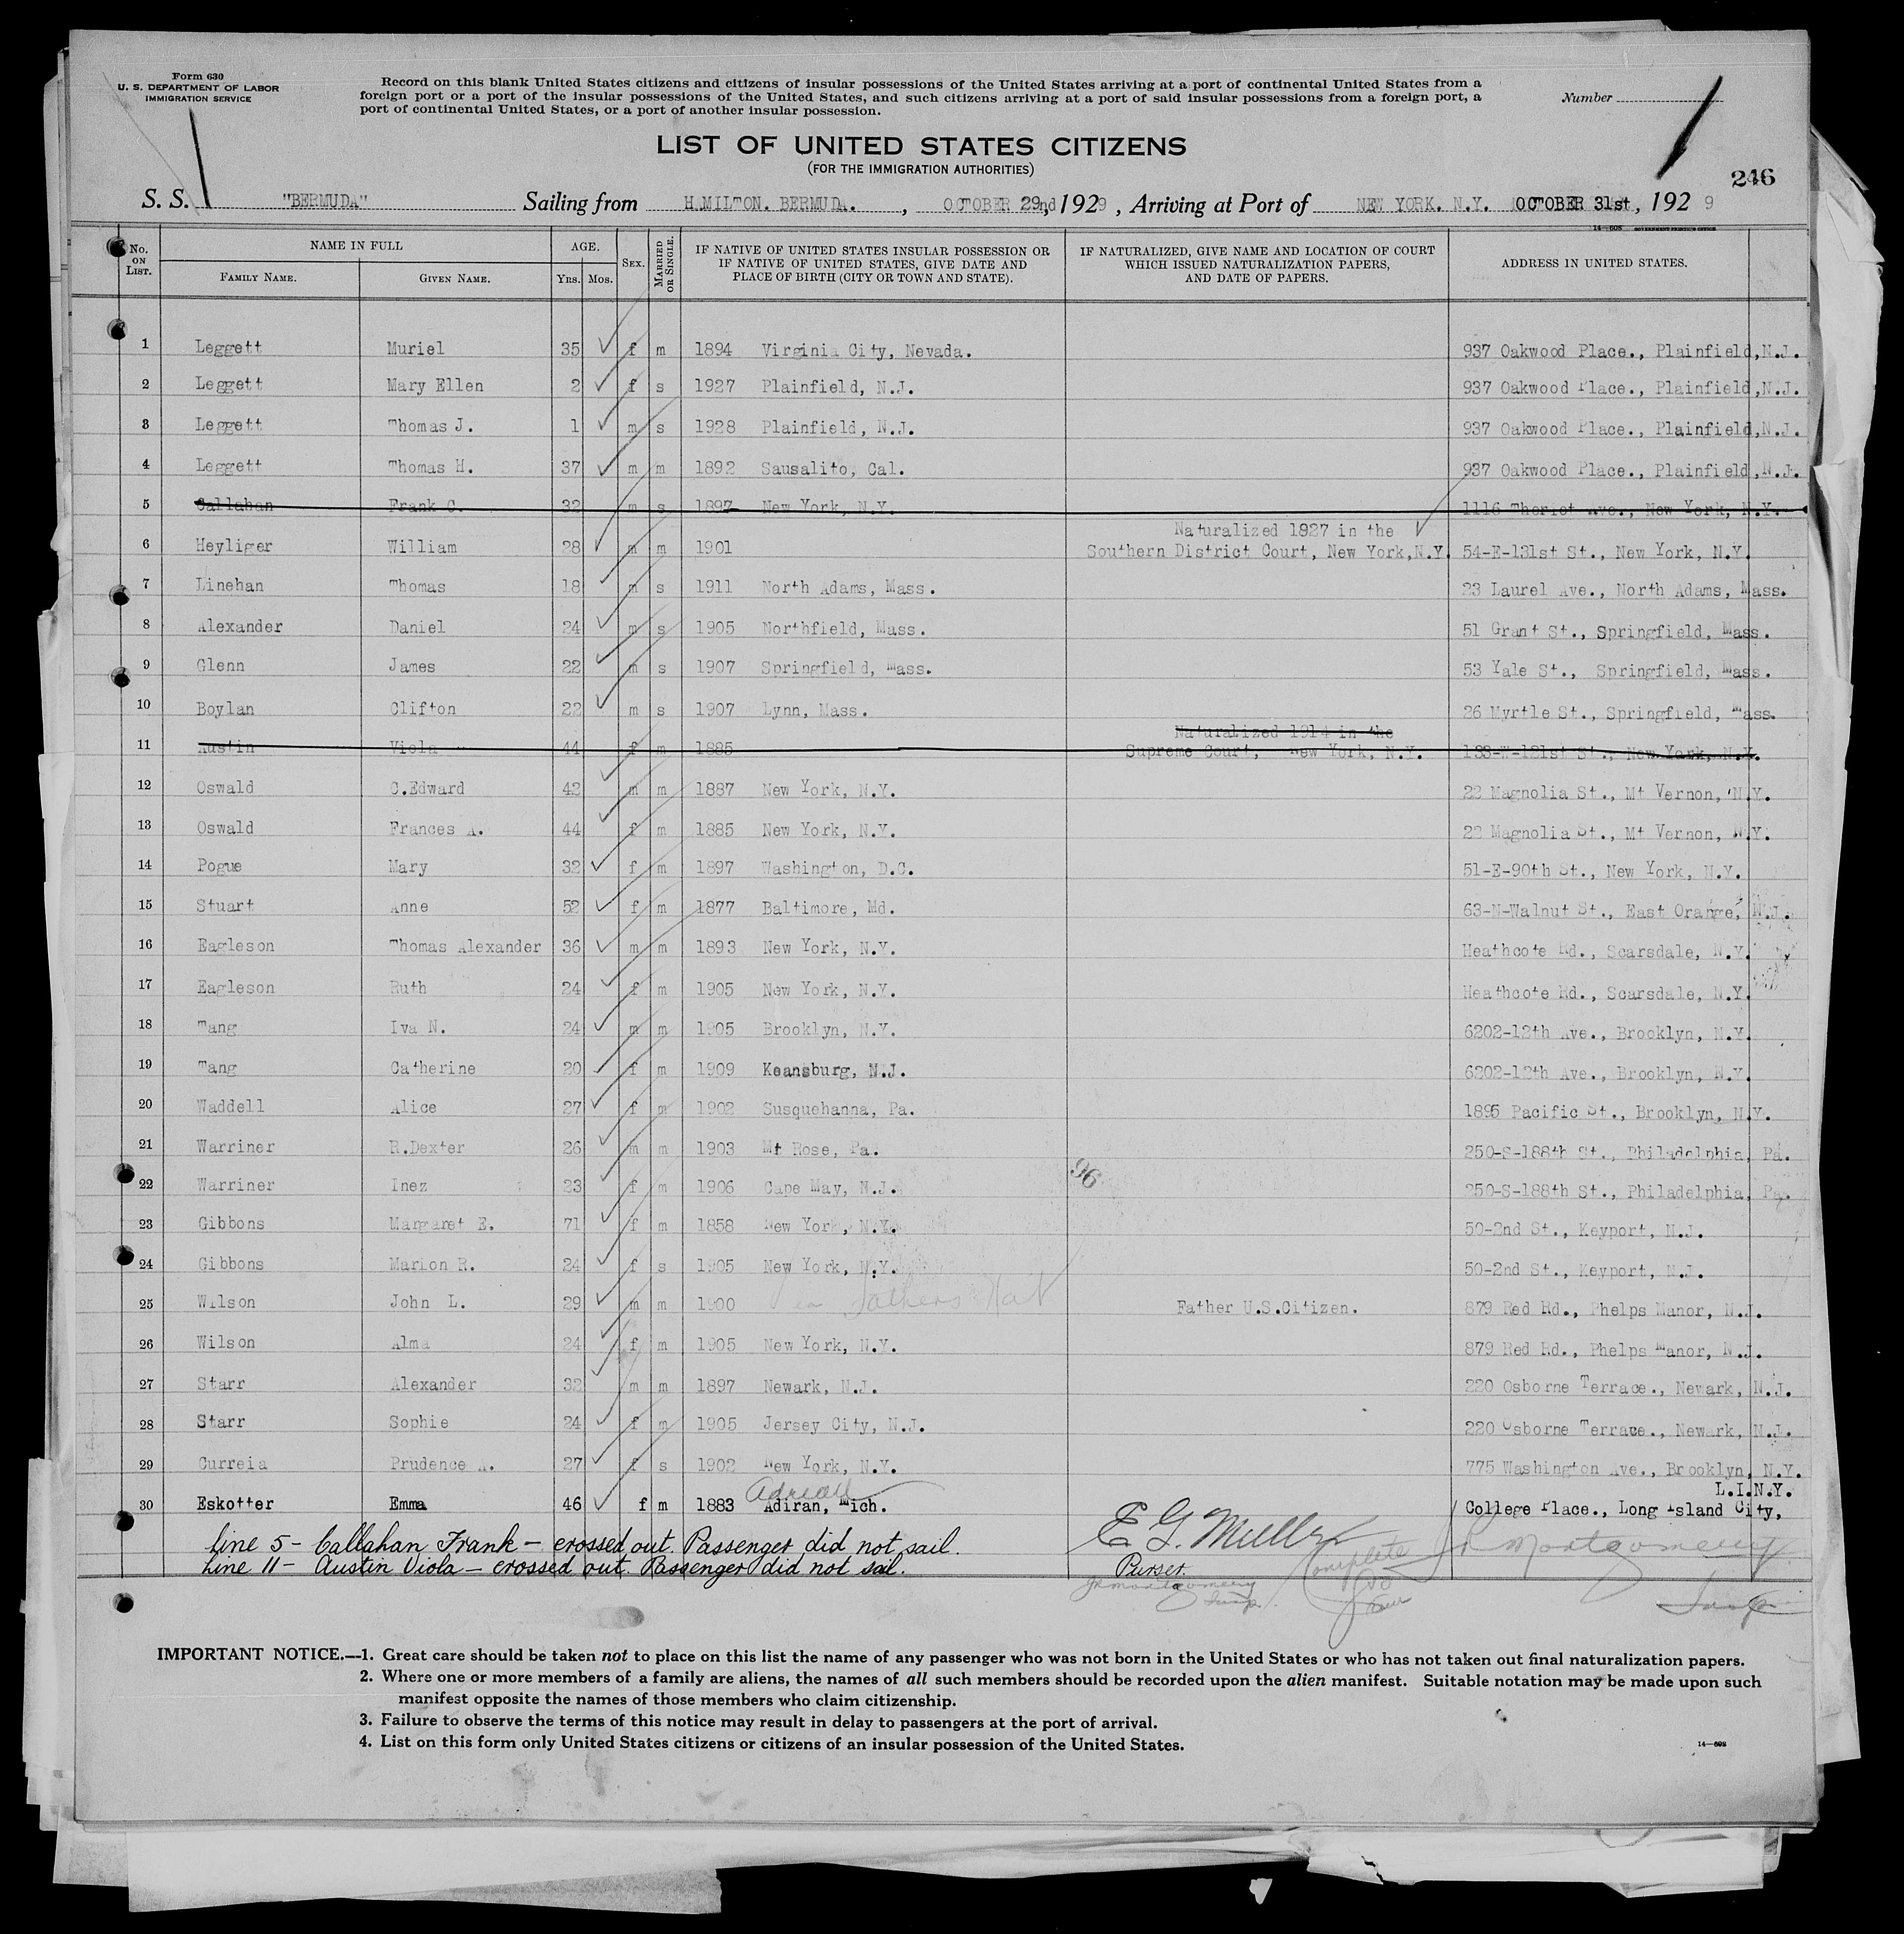 Form 630
U. S. DEPARTMENT OF LABOR
IMMIGRATION SERVICE
Record on this blank United States citizens and citizens of insular possessions of the United States arriving at a port of continental United States from a
foreign port or a port of the insular possessions of the United States, and such citizens arriving at a port of said insular possessions from a foreign port, a
port of continental United States, or a port of another insular possession.
Number
LIST OF UNITED STATES CITIZENS
(FOR THE IMMIGRATION AUTHORITIES)
246
S. S. "BERMUDA" Sailing from H.MILTON. BERMUDA. , OCTOBER 29nd, 1929 , Arriving at Port of NEW YORK. N.Y. OCTOBER 31st, 192 9
14—608 GOVERNMENT PRINTING OFFICE
No. ON LIST. NAME IN FULL FAMILY NAME. GIVEN NAME. AGE. YRS. MOS. SEX. MARRIED OR SINGLE. IF NATIVE OF UNITED STATES INSULAR POSSESSION OR IF NATIVE OF UNITED STATES, GIVE DATE AND PLACE OF BIRTH (CITY OR TOWN AND STATE). IF NATURALIZED, GIVE NAME AND LOCATION OF COURT WHICH ISSUED NATURALIZATION PAPERS, AND DATE OF PAPERS. ADDRESS IN UNITED STATES.
1 Leggett Muriel 35 f m 1894 Virginia City, Nevada. 937 Oakwood Place., Plainfield,N.J.
2 Leggett Mary Ellen 2 f s 1927 Plainfield, N.J. 937 Oakwood Place., Plainfield,N.J.
3 Leggett Thomas J. 1 m s 1928 Plainfield, N.J. 937 Oakwood Place., Plainfield,N.J.
4 Leggett Thomas H. 37 m m 1892 Sausalito, Cal. 937 Oakwood Place., Plainfield,N.J.
5 Callahan Frank C. 32 m s 1897 New York, N.Y. 1116 Theriot Ave., New York, N.Y.
Naturalized 1927 in the
6 Heyliger William 28 m m 1901 Southern District Court, New York,N.Y. 54-E-131st St., New York, N.Y.
7 Linehan Thomas 18 m s 1911 North Adams, Mass. 23 Laurel Ave., North Adams, Mass.
8 Alexander Daniel 24 m s 1905 Northfield, Mass. 51 Grant St., Springfield, Mass.
9 Glenn James 22 m s 1907 Springfield, Mass. 53 Yale St., Springfield, Mass.
10 Boylan Clifton 22 m s 1907 Lynn, Mass. 26 Myrtle St., Springfield, Mass.
Naturalized 1914 in the
11 Austin Viola 44 f m 1885 Supreme Court, New York, N.Y. 133-W-121st St., New York, N.Y.
12 Oswald C.Edward 42 m m 1887 New York, N.Y. 22 Magnolia St., Mt Vernon, N.Y.
13 Oswald Frances A. 44 f m 1885 New York, N.Y. 22 Magnolia St., Mt Vernon, N.Y.
14 Pogue Mary 32 f m 1897 Washington, D.C. 51-E-90th St., New York, N.Y.
15 Stuart Anne 52 f m 1877 Baltimore, Md. 63-N-Walnut St., East Orange, N.J.
16 Eagleson Thomas Alexander 36 m m 1893 New York, N.Y. Heathcote Rd., Scarsdale, N.Y.
17 Eagleson Ruth 24 f m 1905 New York, N.Y. Heathcote Rd., Scarsdale, N.Y.
18 Tang Iva N. 24 m m 1905 Brooklyn, N.Y. 6202-12th Ave., Brooklyn, N.Y.
19 Tang Catherine 20 f m 1909 Keansburg, N.J. 6202-12th Ave., Brooklyn, N.Y.
20 Waddell Alice 27 f m 1902 Susquehanna, Pa. 1895 Pacific St., Brooklyn, N.Y.
21 Warriner R.Dexter 26 m m 1903 Mt Rose, Pa. 250-S-188th St., Philadelphia, Pa.
96
22 Warriner Inez 23 f m 1906 Cape May, N.J. 250-S-188th St., Philadelphia, Pa.
23 Gibbons Margaret E. 71 f m 1858 New York, N.Y. 50-2nd St., Keyport, N.J.
24 Gibbons Marion R. 24 f s 1905 New York, N.Y. 50-2nd St., Keyport, N.J.
25 Wilson John L. 29 m m 1900 Fathers Nat Father U.S.Citizen. 879 Red Rd., Phelps Manor, N.J.
26 Wilson Alma 24 f m 1905 New York, N.Y. 879 Red Rd., Phelps Manor, N.J.
27 Starr Alexander 32 m m 1897 Newark, N.J. 220 Osborne Terrace., Newark, N.J.
28 Starr Sophie 24 f m 1905 Jersey City, N.J. 220 Osborne Terrace., Newark, N.J.
29 Curreia Prudence A. 27 f s 1902 New York, N.Y. 775 Washington Ave., Brooklyn, N.Y.
Adrian L.I.N.Y.
30 Eskotter Emma 46 f m 1883 Adiran, Mich. College Place., Long Island City,
Line 5 - Callahan Frank - crossed out. Passenger did not sail. E. G. Muller JR Montgomery
Line 11 - Austin Viola - crossed out. Passenger did not sail. Purser. Complete
JR Montgomery Insp. Insp
IMPORTANT NOTICE.—1. Great care should be taken not to place on this list the name of any passenger who was not born in the United States or who has not taken out final naturalization papers.
2. Where one or more members of a family are aliens, the names of all such members should be recorded upon the alien manifest. Suitable notation may be made upon such
manifest opposite the names of those members who claim citizenship.
3. Failure to observe the terms of this notice may result in delay to passengers at the port of arrival.
4. List on this form only United States citizens or citizens of an insular possession of the United States.
14—608